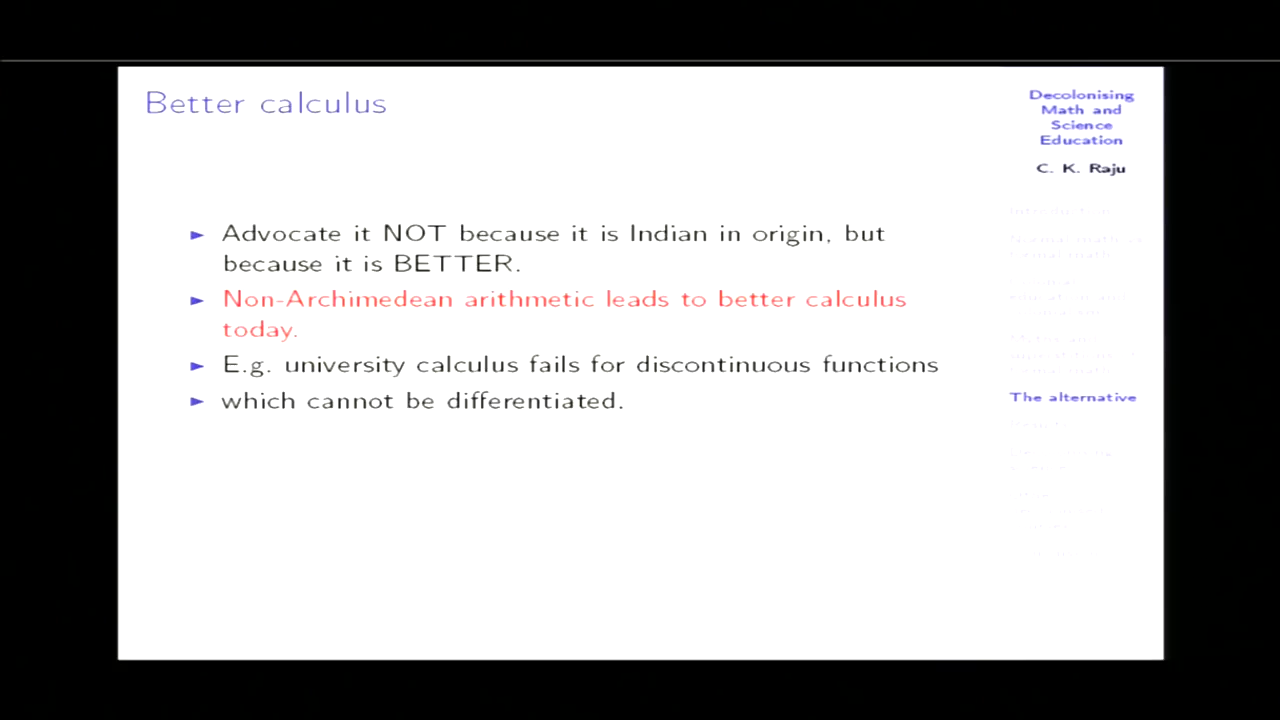 Better calculus
Advocate it NOT because it is Indian in origin, but
because it is BETTER.
Non-Archimedean arithmetic leads to better calculus
today.
E.g. university calculus fails for discontinuous functions
which cannot be differentiated.
Decolonising
Math and
Science
Education
C. K. Raju
Introduction
The alternative